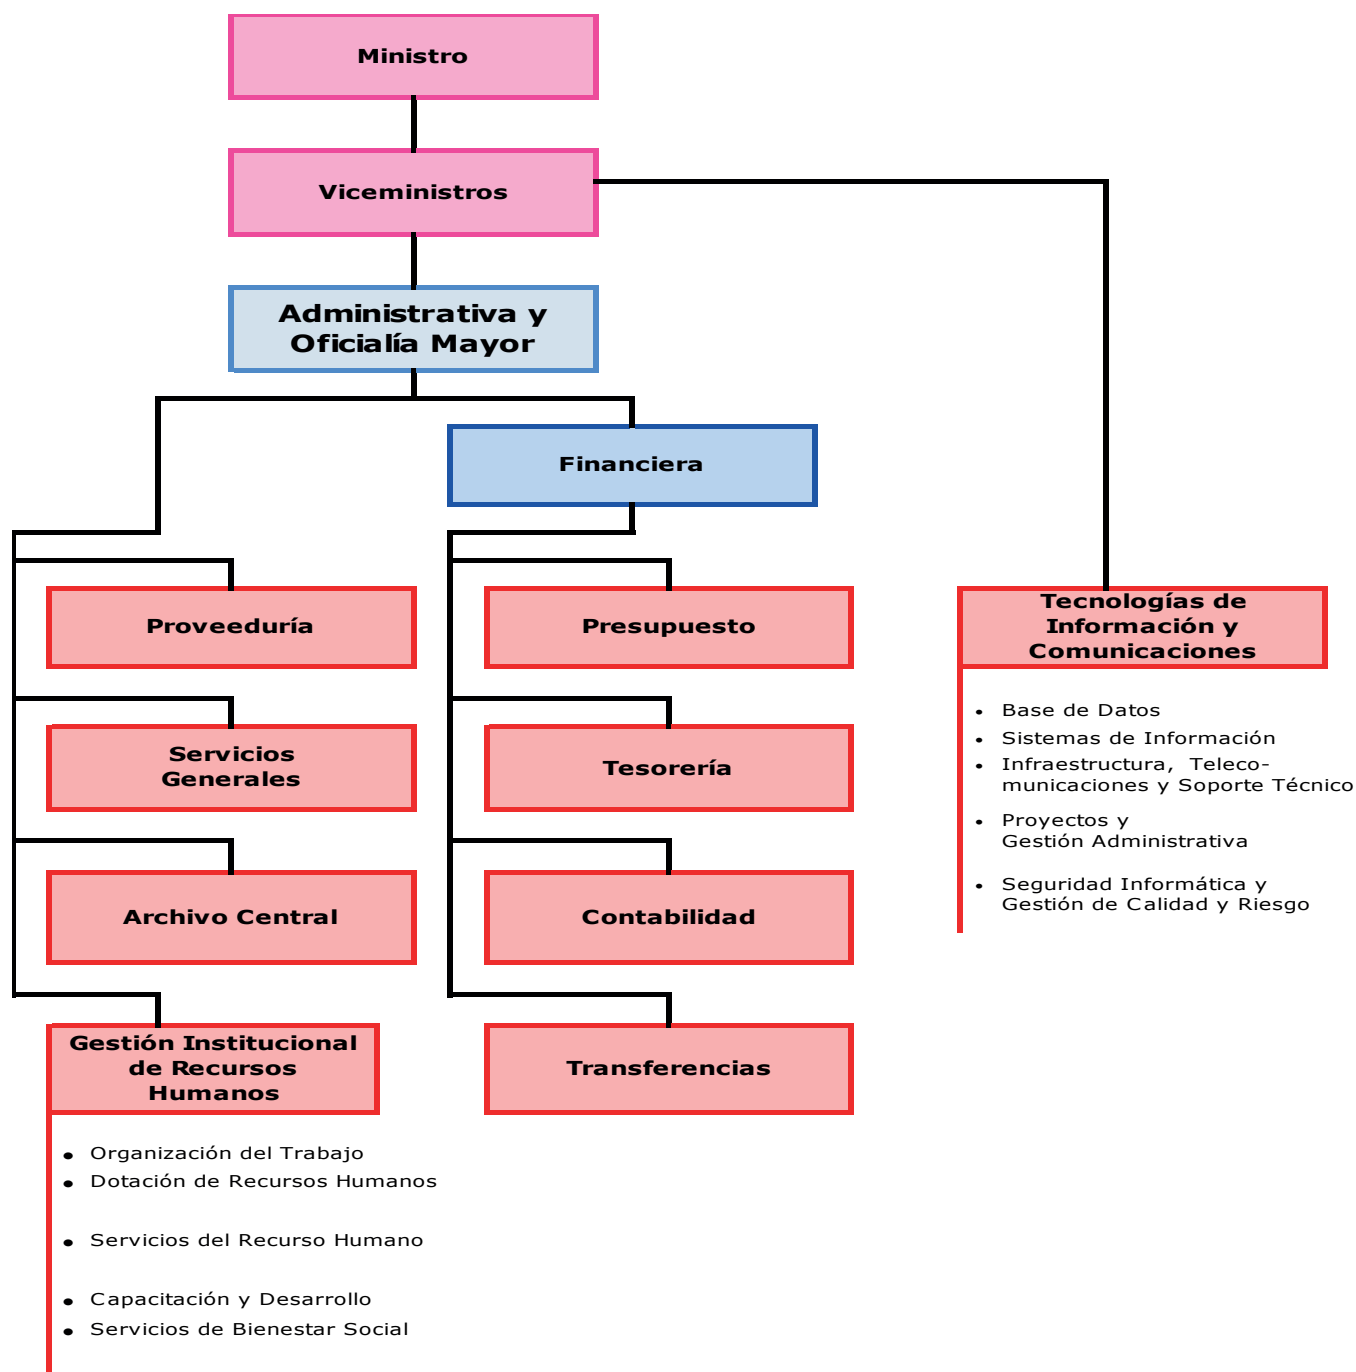 Ministro
Viceministros
Administrativa y
Oficialía Mayor
Financiera
Proveeduría
Servicios
Generales
Archivo Central
Gestión Institucional
de Recursos
Humanos
• Organización del Trabajo
• Dotación de Recursos Humanos
• Servicios del Recurso Humano
• Capacitación y Desarrollo
• Servicios de Bienestar Social
Presupuesto
Tesorería
Contabilidad
Transferencias
Tecnologías de
Información y
Comunicaciones
• Base de Datos
• Sistemas de Información
• Infraestructura, Teleco-
municaciones y Soporte Técnico
• Proyectos y
Gestión Administrativa
• Seguridad Informática y
Gestión de Calidad y Riesgo